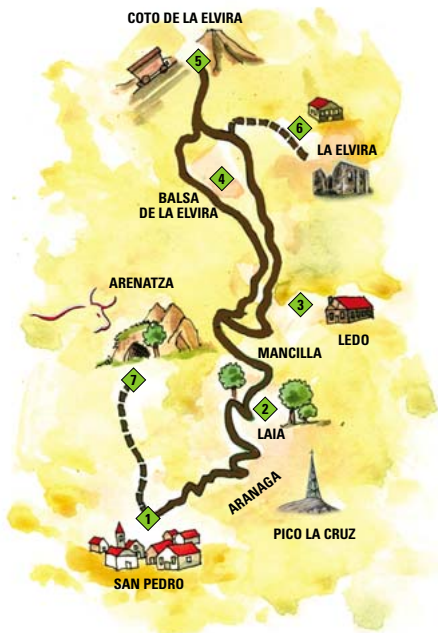 COTO DE LA ELVIRA
5
6
LA ELVIRA
4
BALSA
DE LA ELVIRA
ARENATZA
3
LEDO
MANCILLA
7
2
LAIA
ARANAGA
PICO LA CRUZ
1
SAN PEDRO